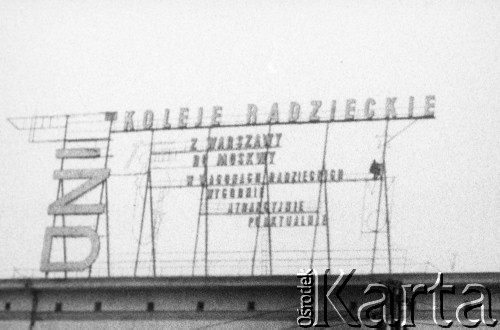 KOLEJE RADZIECKIE
Z WARSZAWY
DO MOSKWY
W WAGONACH RADZIECKICH
WYGODNIE
ATRAKCYJNIE
PUNKTUALNIE
DNI
Ośrodek
Karta